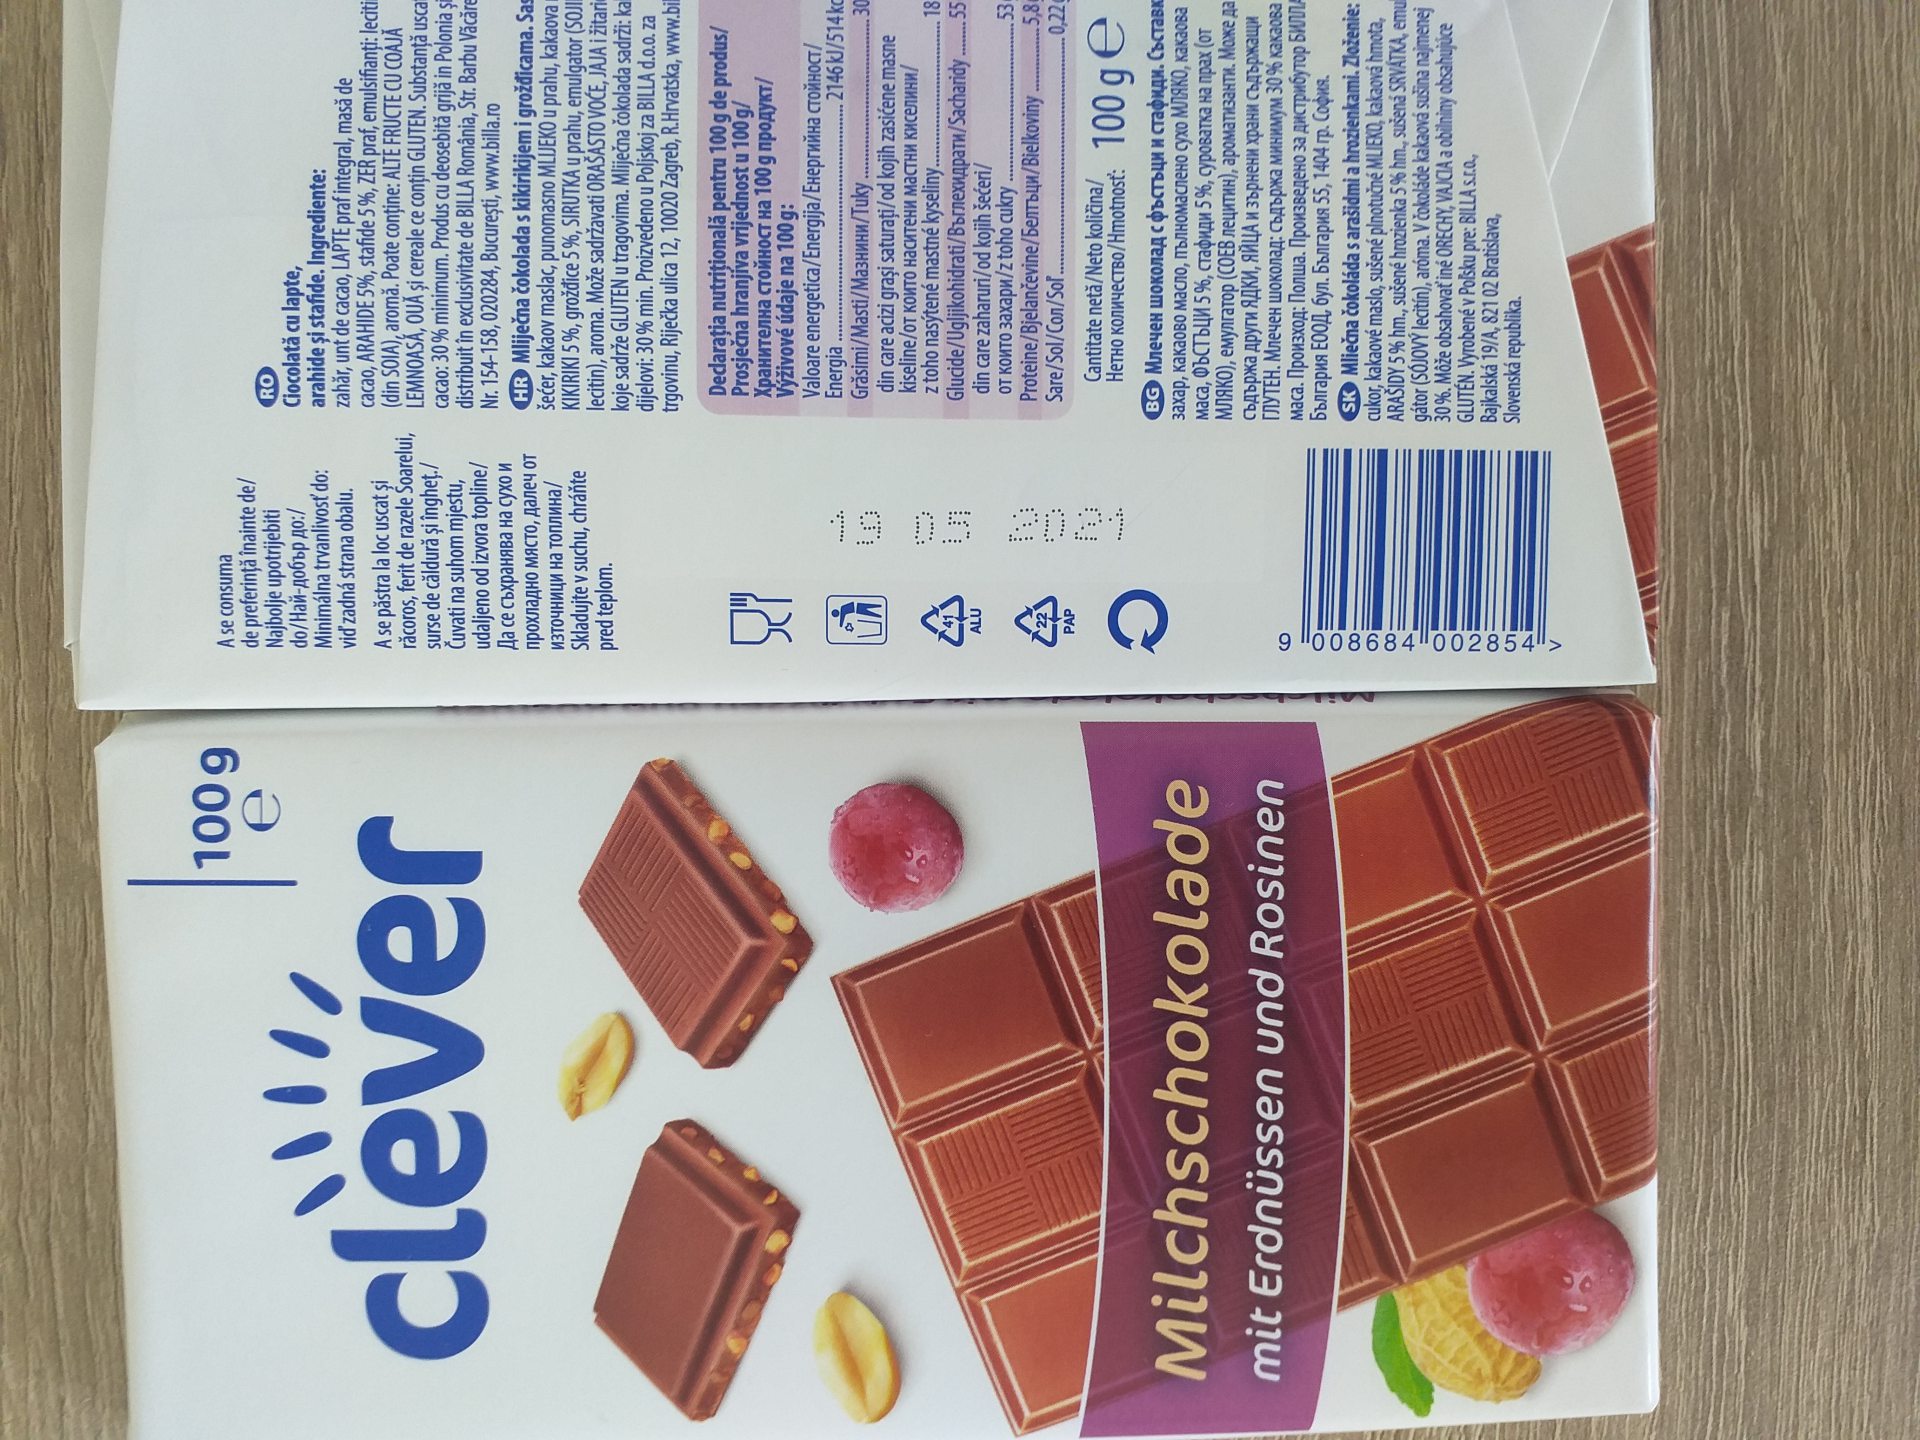 100g
e
clever
Milchschokolade
mit Erdnüssen und Rosinen
A se consuma
de preferință înainte de/
Najbolje upotrijebiti
do/Най-добър до:/
Minimálna trvanlivosť do:
viď zadná strana obalu.
A se păstra la loc uscat și
răcoros, ferit de razele Soarelui,
surse de căldură și îngheț./
Čuvati na suhom mjestu,
udaljeno od izvora topline/
Да се съхранява на сухо и
прохладно място, далеч от
източници на топлина/
Skladujte v suchu, chráňte
pred teplom.
19 05 2021
41
ALU
22
PAP
9 008684 002854 >
RO
Ciocolată cu lapte,
arahide și stafide. Ingrediente:
zahăr, unt de cacao, LAPTE praf integral, masă de
cacao, ARAHIDE 5%, stafide 5%, ZER praf, emulsifianți:
(din SOIA), aromă. Poate conține: ALTE FRUCTE CU COAJĂ
LEMNOASĂ, OUĂ și cereale ce conțin GLUTEN. Substanță
cacao: 30% minimum. Produs cu deosebită grijă în Polonia și
distribuit în exclusivitate de BILLA România, Str. Barbu
Nr. 154-158, 020284, București, www.billa.ro
HR Mliječna čokolada s kikirikijem i grožđicama.
šećer, kakaov maslac, punomasno MLIJEKO u prahu, kakaova
KIKIRIKI 5%, grožđice 5%, SIRUTKA u prahu, emulgator
lecitin), aroma. Može sadržavati ORAŠASTO VOĆE, JAJA i
koje sadrže GLUTEN u tragovima. Mliječna čokolada sadrži:
dijelovi: 30% min. Proizvedeno u Poljskoj za BILLA d.o.o. za
trgovinu, Riječka ulica 12, 10020 Zagreb, R.Hrvatska,
Declarația nutrițională pentru 100 g de produs/
Prosječna hranjiva vrijednost u 100 g/
Хранителна стойност на 100 g продукт/
Výživové údaje na 100 g:
Valoare energetica/Energija/Енергийна стойност/
Energia 2146 kJ/514
Grăsimi/Masti/Мазнини/Tuky 30
din care acizi grași saturați/od kojih zasićene masne
kiseline/от които наситени мастни киселини/
z toho nasýtené mastné kyseliny 18
Glucide/Ugljikohidrati/Въглехидрати/Sacharidy 55
din care zaharuri/od kojih šećeri/
от които захари/z toho cukry 53
Proteine/Bjelančevine/Белтъци/Bielkoviny 5,8
Sare/Sol/Сол/Soľ 0,22
Cantitate netă/Neto količina/
Нетно количество/Hmotnosť: 100 g e
BG Млечен шоколад с фъстъци и стафиди.
захар, какаово масло, пълномаслено сухо МЛЯКО, какаова
маса, ФЪСТЪЦИ 5%, стафиди 5%, суроватка на прах (от
МЛЯКО), емулгатор (СОЕВ лецитин), ароматизанти. Може да
съдържа други ЯДКИ, ЯЙЦА и зърнени храни съдържащи
ГЛУТЕН. Млечен шоколад: съдържа минимум 30% какаова
маса. Произход: Полша. Произведено за дистрибутор БИЛЛА
България ЕООД, бул. България 55, 1404 гр. София.
SK Mliečna čokoláda s arašidmi a hrozienkami. Zloženie:
cukor, kakaové maslo, sušené plnotučné MLIEKO, kakaová hmota,
ARAŠIDY 5% hm., sušené hrozienka 5% hm., sušená SRVÁTKA,
gátor (SÓJOVÝ lecitín), aróma. V čokoláde kakaová sušina najmenej
30%. Môže obsahovať iné ORECHY, VAJCIA a obilniny obsahujúce
GLUTÉN. Vyrobené v Poľsku pre: BILLA s.r.o.,
Bajkalská 19/A, 821 02 Bratislava,
Slovenská republika.